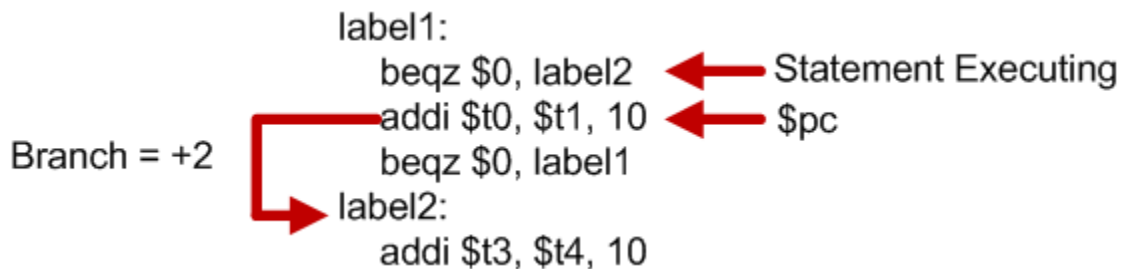 label1:
beqz $0, label2
Statement Executing
addi $t0, $t1, 10
$pc
Branch = +2
beqz $0, label1
label2:
addi $t3, $t4, 10